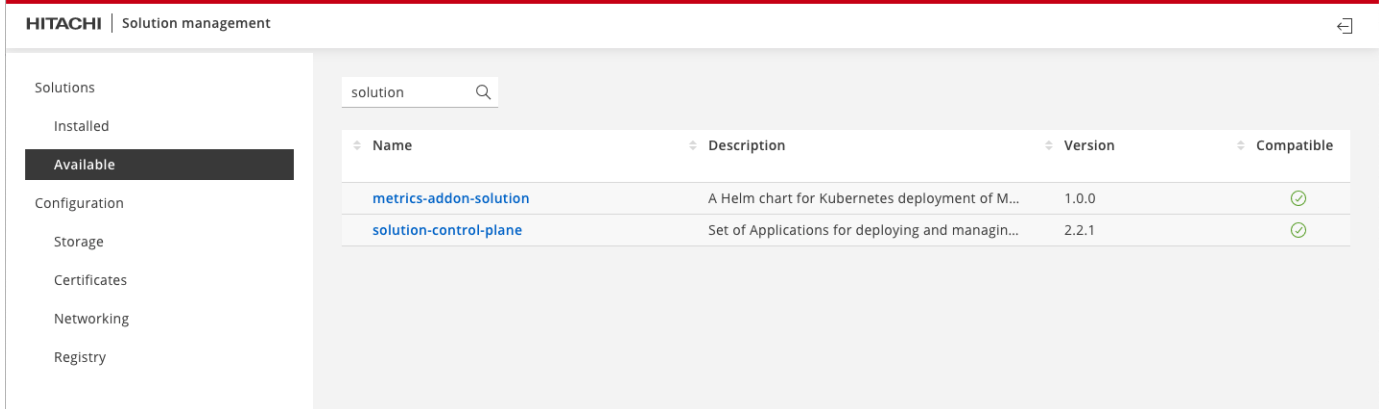 HITACHI Solution management
Solutions
Installed
Available
Configuration
Storage
Certificates
Networking
Registry
solution
Name Description Version Compatible
metrics-addon-solution A Helm chart for Kubernetes deployment of M... 1.0.0
solution-control-plane Set of Applications for deploying and managin... 2.2.1